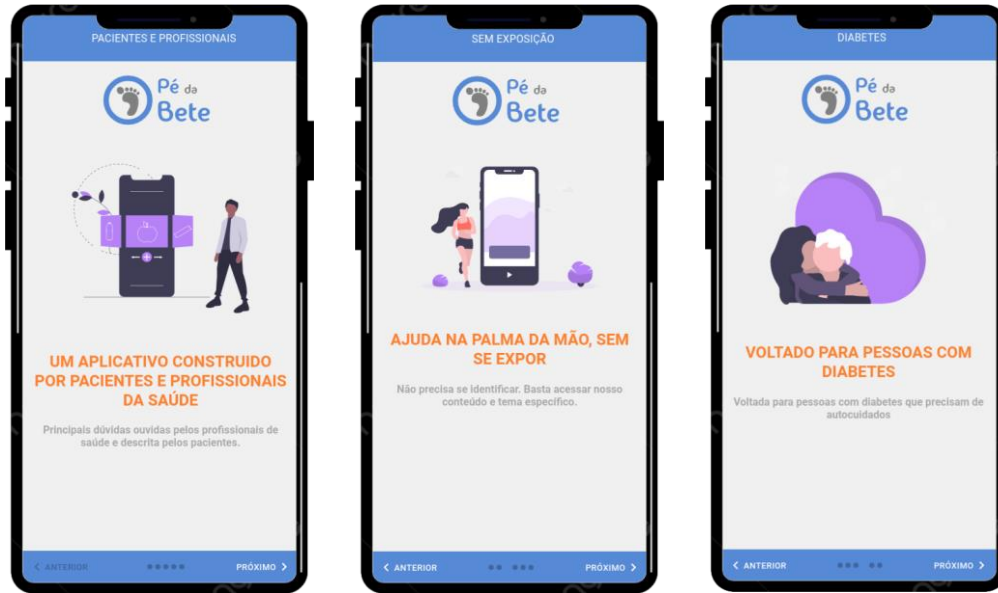 PACIENTES E PROFISSIONAIS
Pé da
Bete
UM APLICATIVO CONSTRUIDO
POR PACIENTES E PROFISSIONAIS
DA SAÚDE
Principais dúvidas ouvidas pelos profissionais de
saúde e descrita pelos pacientes.
ANTERIOR
PRÓXIMO
SEM EXPOSIÇÃO
Pé da
Bete
AJUDA NA PALMA DA MÃO, SEM
SE EXPOR
Não precisa se identificar. Basta acessar nosso
conteúdo e tema específico.
ANTERIOR
PRÓXIMO
DIABETES
Pé da
Bete
VOLTADO PARA PESSOAS COM
DIABETES
Voltada para pessoas com diabetes que precisam de
autocuidados
ANTERIOR
PRÓXIMO